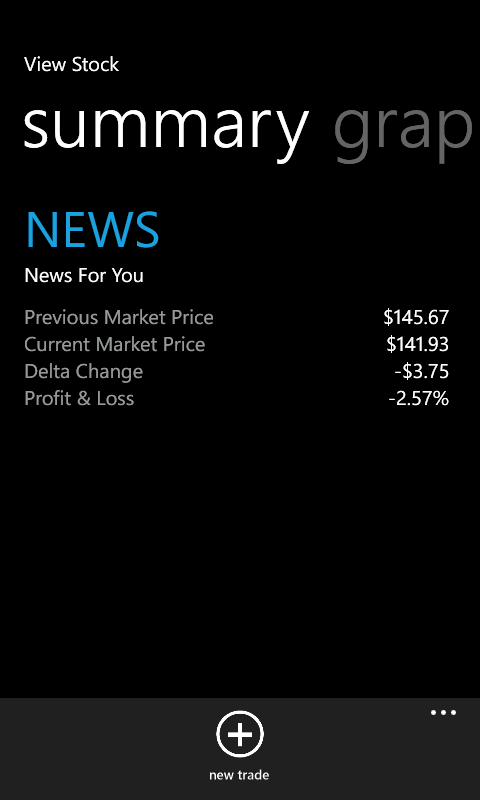 View Stock
summary grap
NEWS
News For You
Previous Market Price $145.67
Current Market Price $141.93
Delta Change -$3.75
Profit & Loss -2.57%
new trade